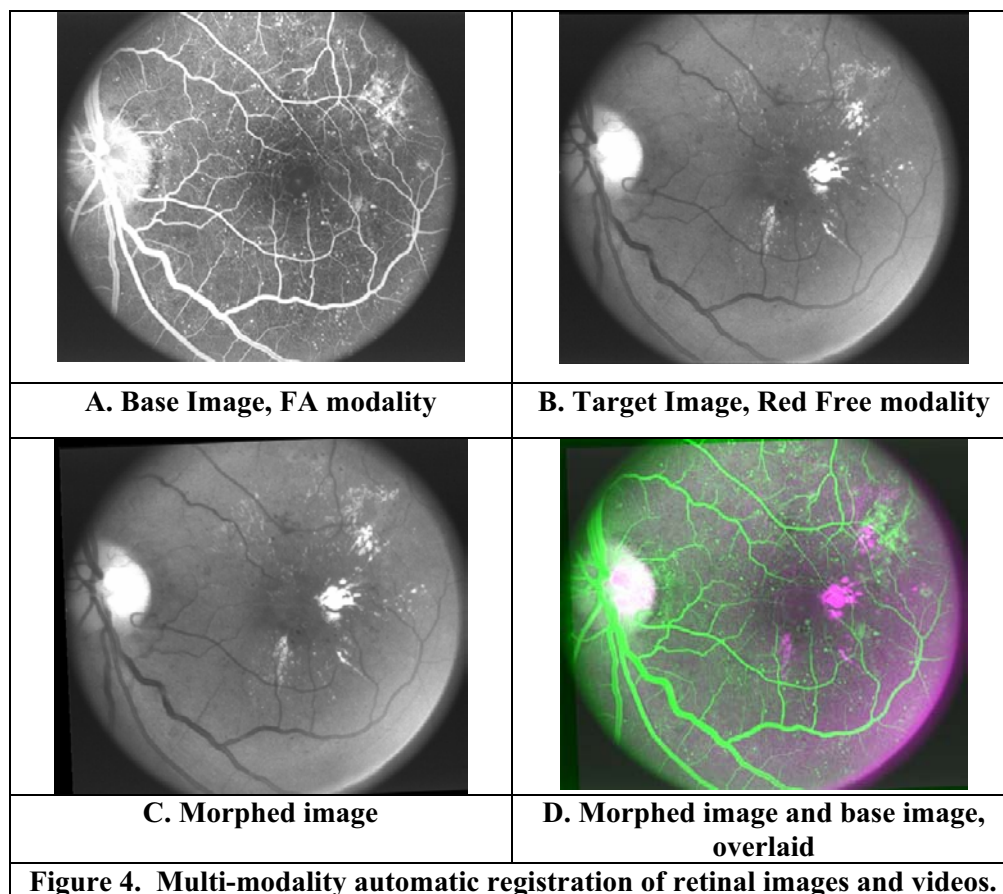 A. Base Image, FA modality
B. Target Image, Red Free modality
C. Morphed image
D. Morphed image and base image,
overlaid
Figure 4. Multi-modality automatic registration of retinal images and videos.